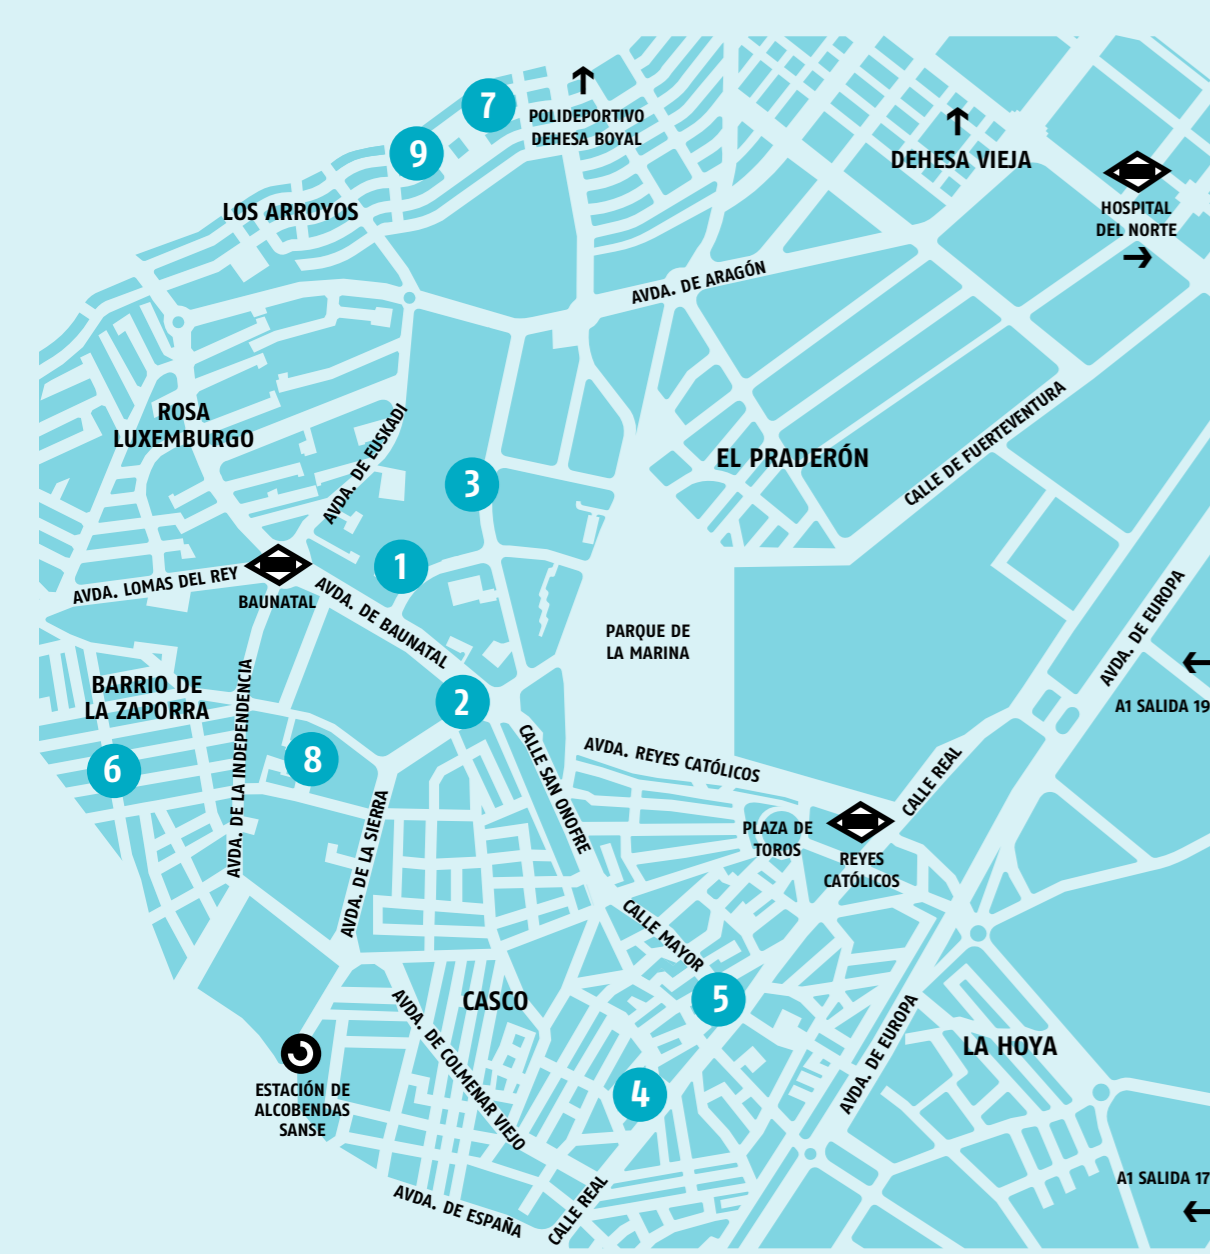 7
POLIDEPORTIVO
DEHESA BOYAL
9
DEHESA VIEJA
LOS ARROYOS
HOSPITAL
DEL NORTE
AVDA. DE ARAGÓN
ROSA
LUXEMBURGO
AVDA. DE EUSKADI
3
EL PRADERÓN
CALLE DE FUERTEVENTURA
1
AVDA. LOMAS DEL REY
BAUNATAL
AVDA. DE BAUNATAL
PARQUE DE
LA MARINA
AVDA. DE EUROPA
A1 SALIDA 19
BARRIO DE
LA ZAPORRA
2
6
AVDA. DE LA INDEPENDENCIA
8
CALLE SAN ONOFRE
AVDA. REYES CATÓLICOS
CALLE REAL
PLAZA DE
TOROS
REYES
CATÓLICOS
AVDA. DE LA SIERRA
CALLE MAYOR
5
CASCO
AVDA. DE COLMENAR VIEJO
AVDA. DE EUROPA
LA HOYA
ESTACIÓN DE
ALCOBENDAS
SANSE
4
A1 SALIDA 17
AVDA. DE ESPAÑA
CALLE REAL